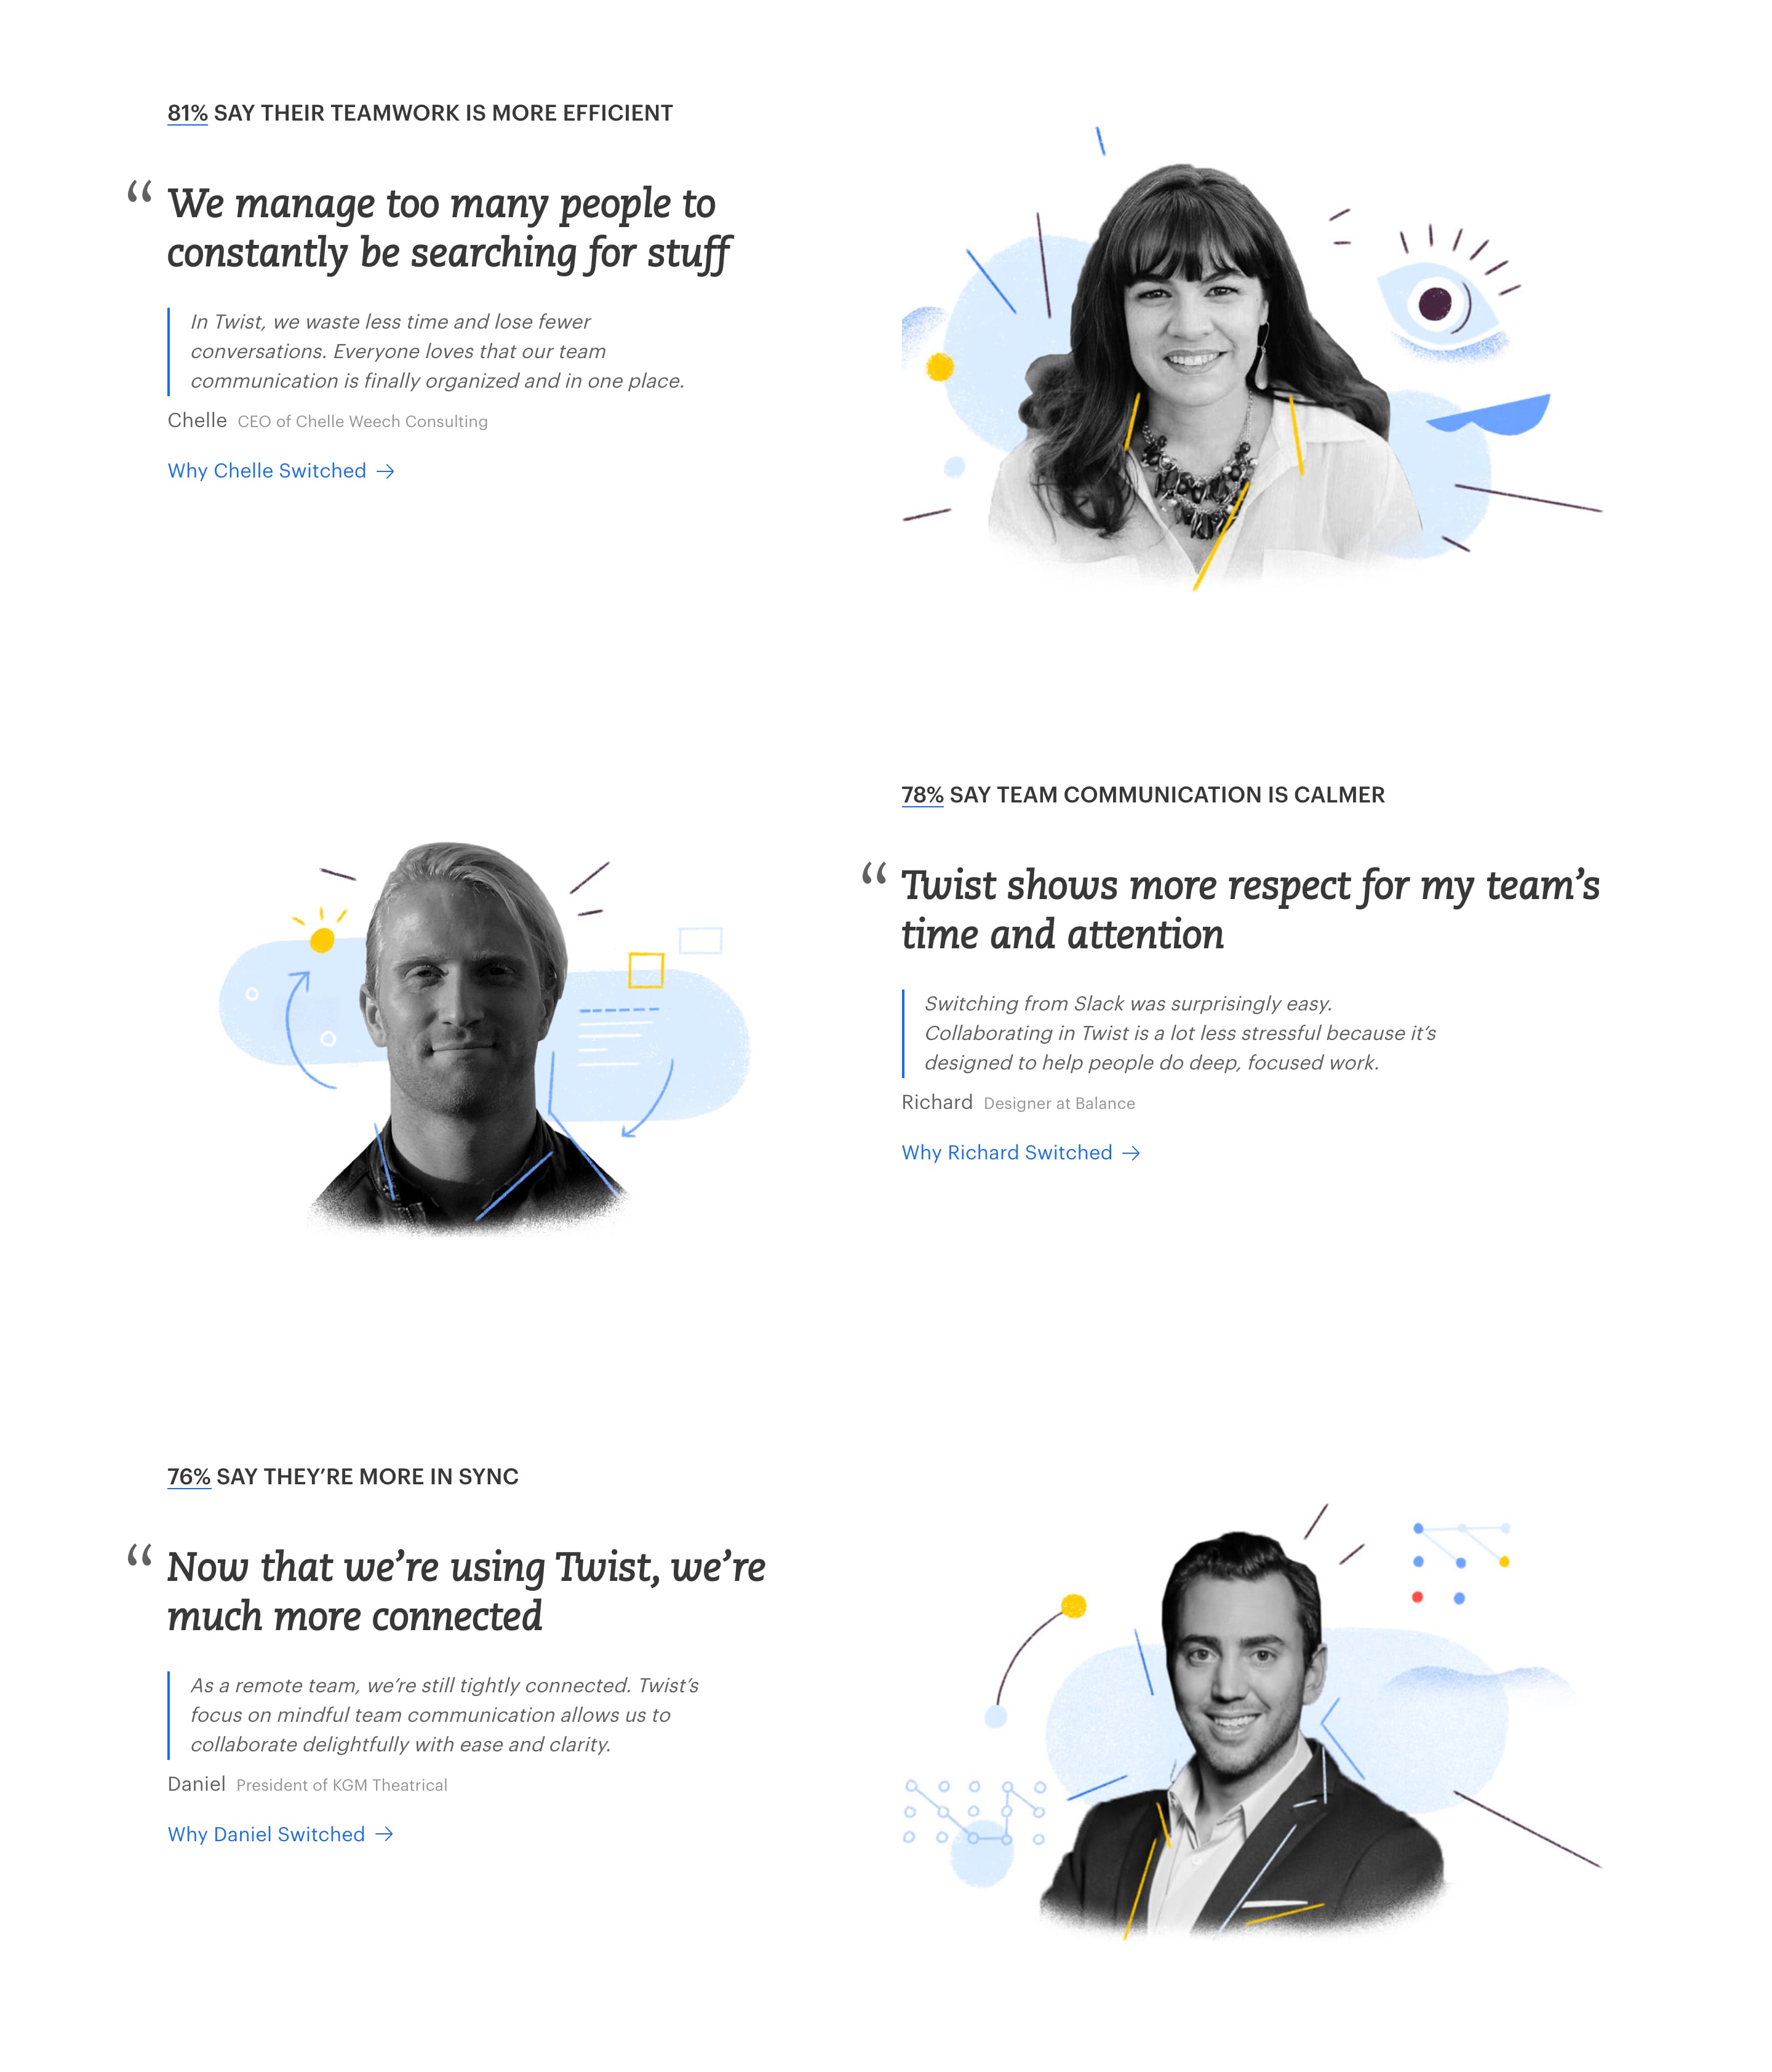 81% SAY THEIR TEAMWORK IS MORE EFFICIENT
“ We manage too many people to
constantly be searching for stuff
In Twist, we waste less time and lose fewer
conversations. Everyone loves that our team
communication is finally organized and in one place.
Chelle CEO of Chelle Weech Consulting
Why Chelle Switched →
78% SAY TEAM COMMUNICATION IS CALMER
“ Twist shows more respect for my team’s
time and attention
Switching from Slack was surprisingly easy.
Collaborating in Twist is a lot less stressful because it’s
designed to help people do deep, focused work.
Richard Designer at Balance
Why Richard Switched →
76% SAY THEY’RE MORE IN SYNC
“ Now that we’re using Twist, we’re
much more connected
As a remote team, we’re still tightly connected. Twist’s
focus on mindful team communication allows us to
collaborate delightfully with ease and clarity.
Daniel President of KGM Theatrical
Why Daniel Switched →